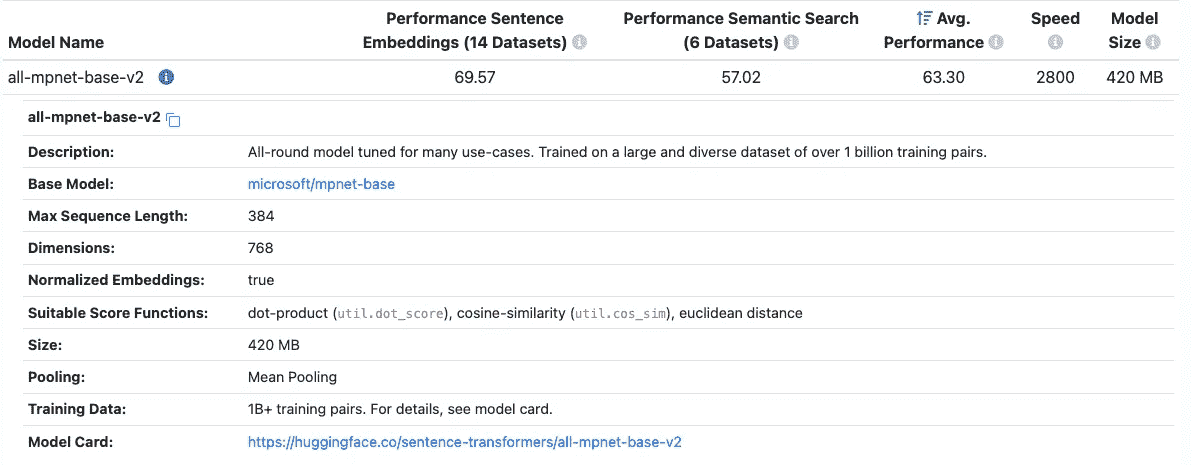 Model Name Performance Sentence Embeddings (14 Datasets) Performance Semantic Search (6 Datasets) Avg. Performance Speed Model Size
all-mpnet-base-v2 69.57 57.02 63.30 2800 420 MB
all-mpnet-base-v2
Description: All-round model tuned for many use-cases. Trained on a large and diverse dataset of over 1 billion training pairs.
Base Model: microsoft/mpnet-base
Max Sequence Length: 384
Dimensions: 768
Normalized Embeddings: true
Suitable Score Functions: dot-product (util.dot_score), cosine-similarity (util.cos_sim), euclidean distance
Size: 420 MB
Pooling: Mean Pooling
Training Data: 1B+ training pairs. For details, see model card.
Model Card: https://huggingface.co/sentence-transformers/all-mpnet-base-v2